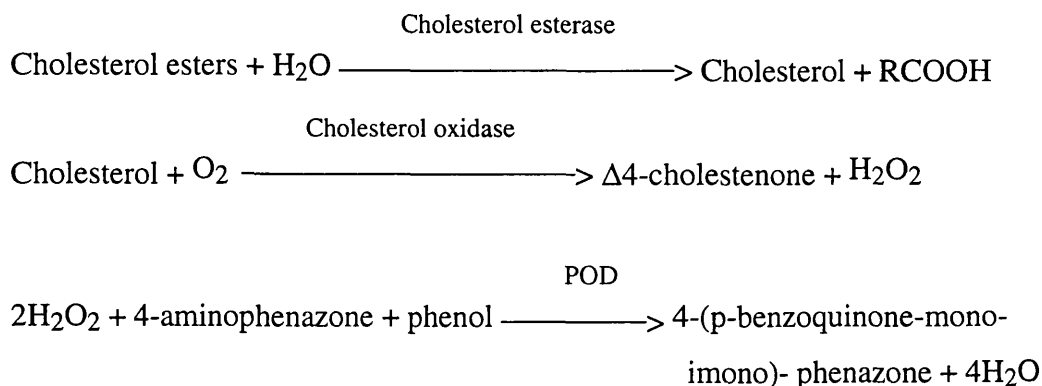 Cholesterol esterase
Cholesterol esters + H₂O ————> Cholesterol + RCOOH
Cholesterol oxidase
Cholesterol + O₂ ————> Δ4-cholestenone + H₂O₂
POD
2H₂O₂ + 4-aminophenazone + phenol ————> 4-(p-benzoquinone-mono-
imono)- phenazone + 4H₂O